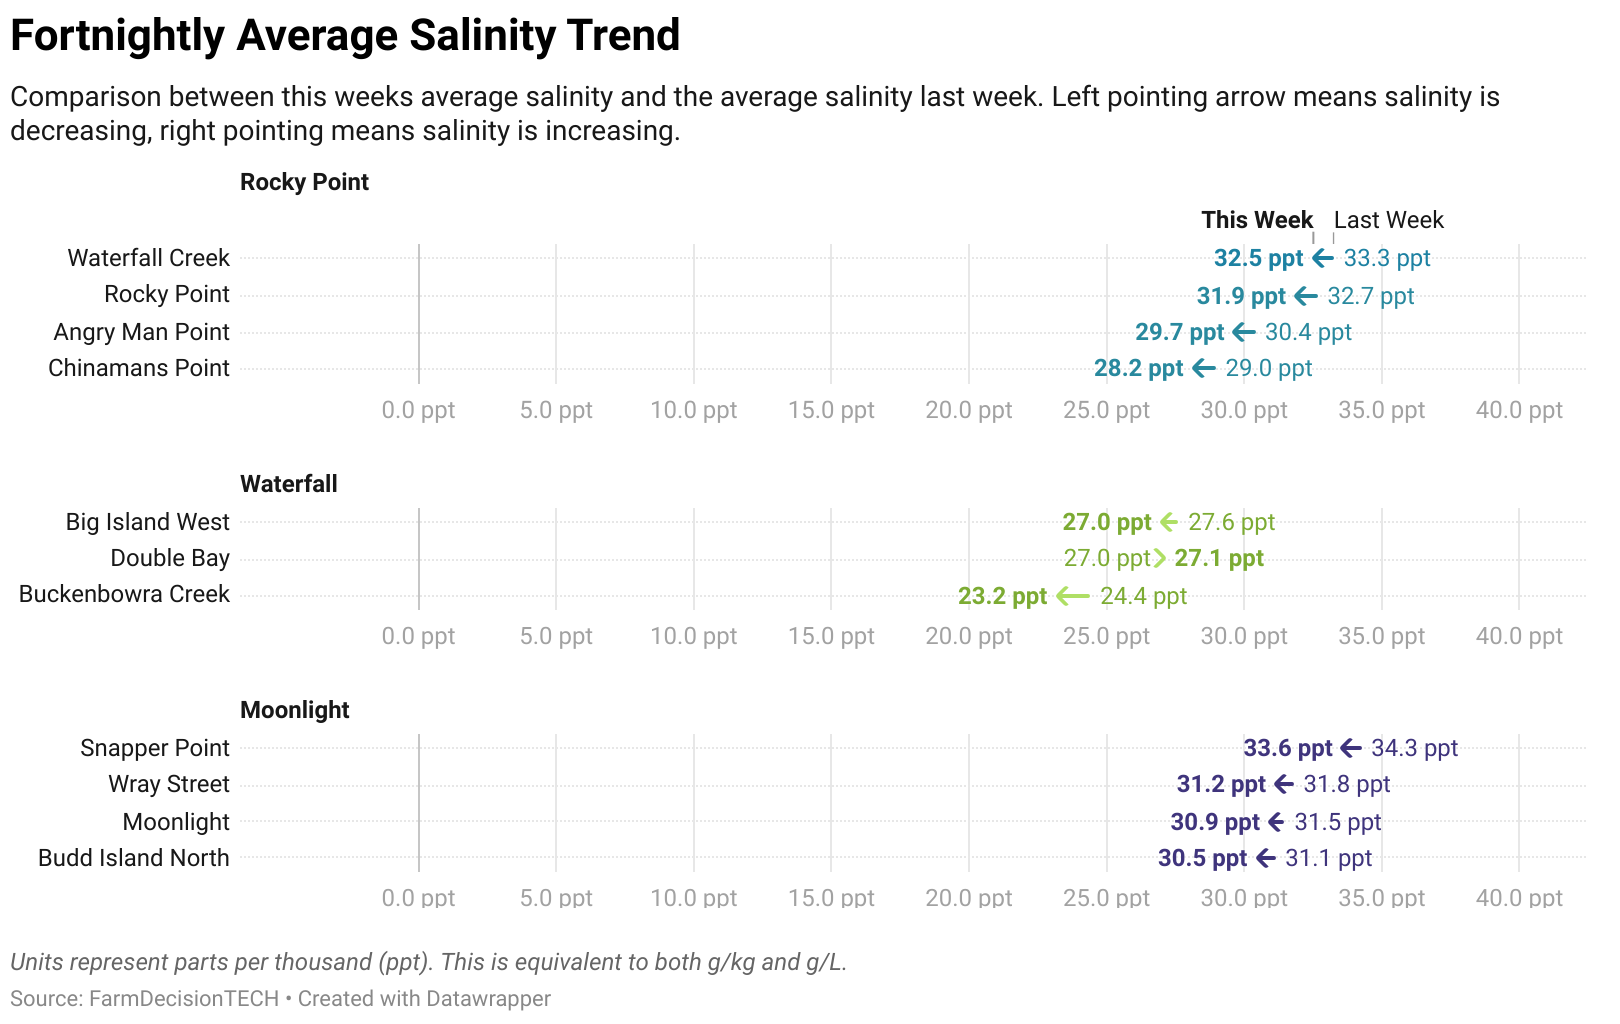 Fortnightly Average Salinity Trend
Comparison between this weeks average salinity and the average salinity last week. Left pointing arrow means salinity is
decreasing, right pointing means salinity is increasing.
Rocky Point
This Week Last Week
Waterfall Creek 32.5 ppt 33.3 ppt
Rocky Point 31.9 ppt 32.7 ppt
Angry Man Point 29.7 ppt 30.4 ppt
Chinamans Point 28.2 ppt 29.0 ppt
0.0 ppt 5.0 ppt 10.0 ppt 15.0 ppt 20.0 ppt 25.0 ppt 30.0 ppt 35.0 ppt 40.0 ppt
Waterfall
Big Island West 27.0 ppt 27.6 ppt
Double Bay 27.0 ppt 27.1 ppt
Buckenbowra Creek 23.2 ppt 24.4 ppt
0.0 ppt 5.0 ppt 10.0 ppt 15.0 ppt 20.0 ppt 25.0 ppt 30.0 ppt 35.0 ppt 40.0 ppt
Moonlight
Snapper Point 33.6 ppt 34.3 ppt
Wray Street 31.2 ppt 31.8 ppt
Moonlight 30.9 ppt 31.5 ppt
Budd Island North 30.5 ppt 31.1 ppt
0.0 ppt 5.0 ppt 10.0 ppt 15.0 ppt 20.0 ppt 25.0 ppt 30.0 ppt 35.0 ppt 40.0 ppt
Units represent parts per thousand (ppt). This is equivalent to both g/kg and g/L.
Source: FarmDecisionTECH • Created with Datawrapper